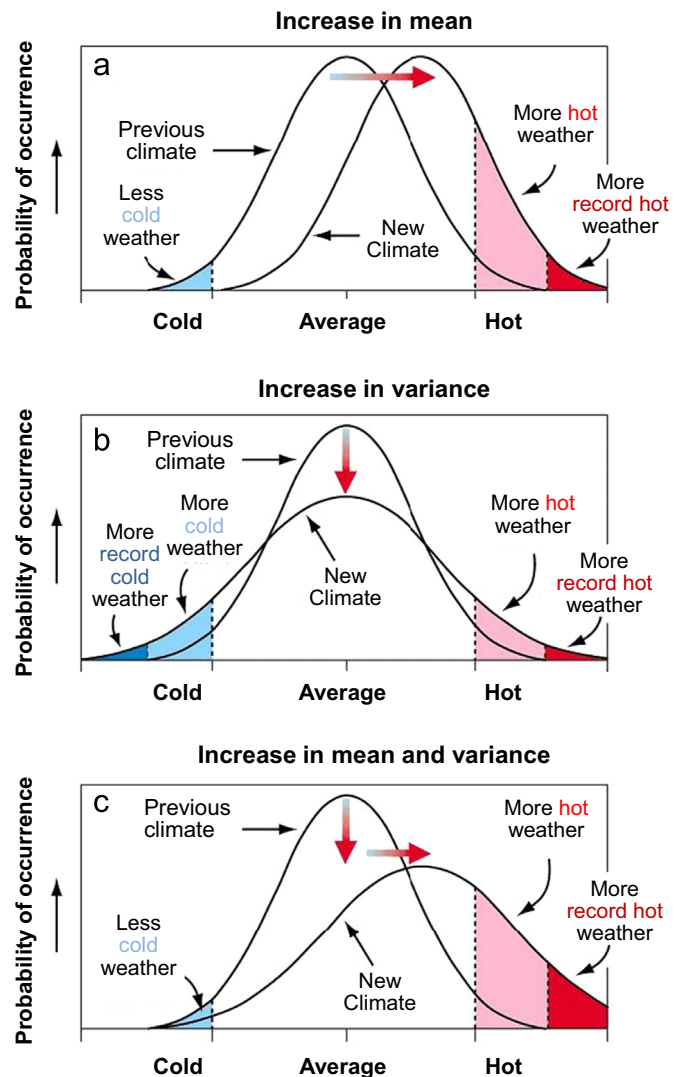 Increase in mean
a
Probability of occurrence
Previous
climate
Less
cold
weather
New
Climate
More hot
weather
More
record hot
weather
Cold
Average
Hot
Increase in variance
b
Probability of occurrence
Previous
climate
More
cold
weather
More
record
cold
weather
New
Climate
More hot
weather
More
record hot
weather
Cold
Average
Hot
Increase in mean and variance
c
Probability of occurrence
Previous
climate
Less
cold
weather
New
Climate
More hot
weather
More
record hot
weather
Cold
Average
Hot